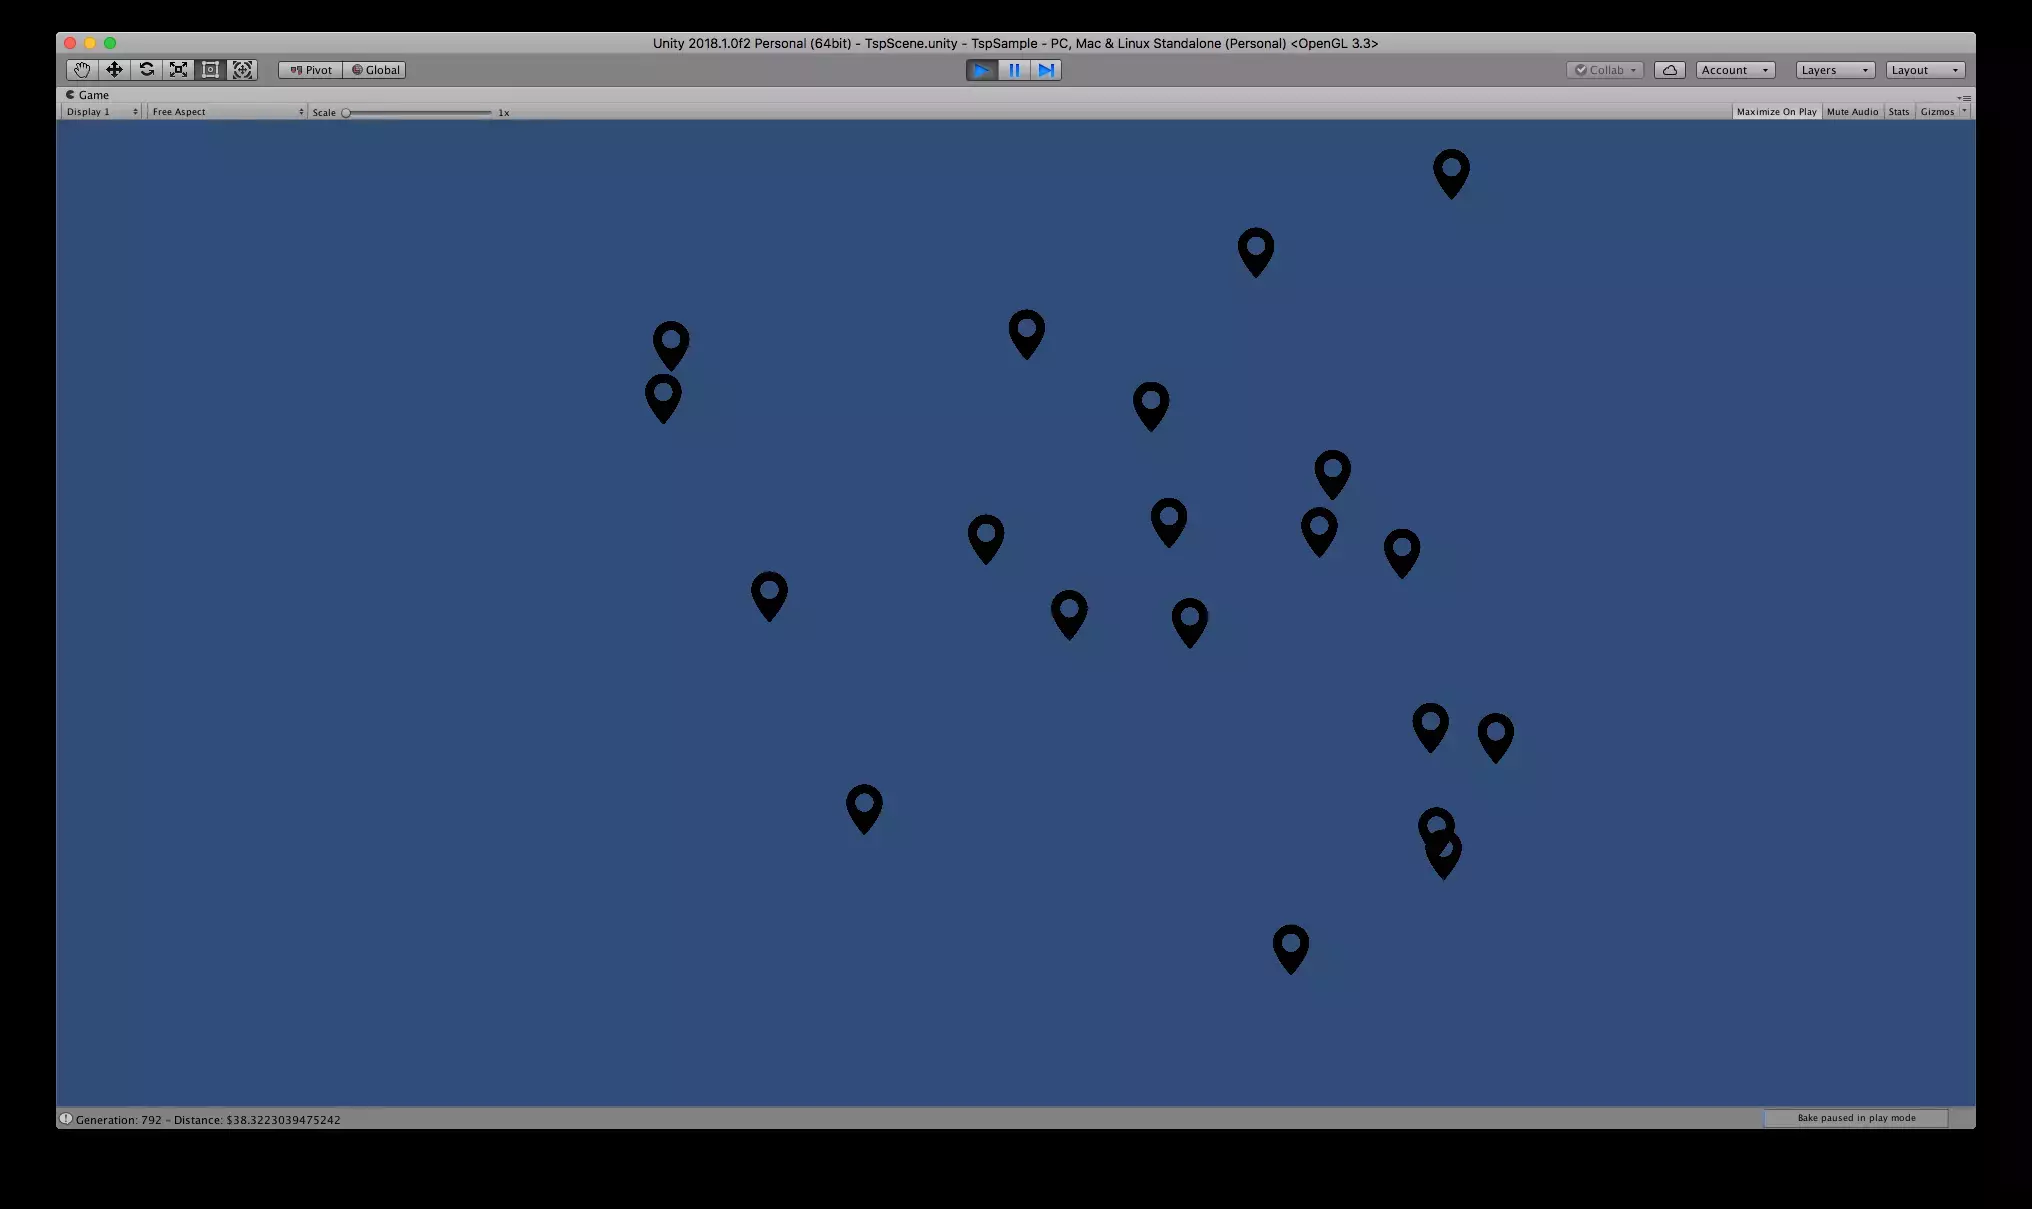 Unity 2018.1.0f2 Personal (64bit) - TspScene.unity - TspSample - PC, Mac & Linux Standalone (Personal) <OpenGL 3.3>
Pivot Global Collab Account Layers Layout
Game
Display 1 Free Aspect Scale 1x Maximize On Play Mute Audio Stats Gizmos
Generation: 792 - Distance: $38.3223039475242 Bake paused in play mode